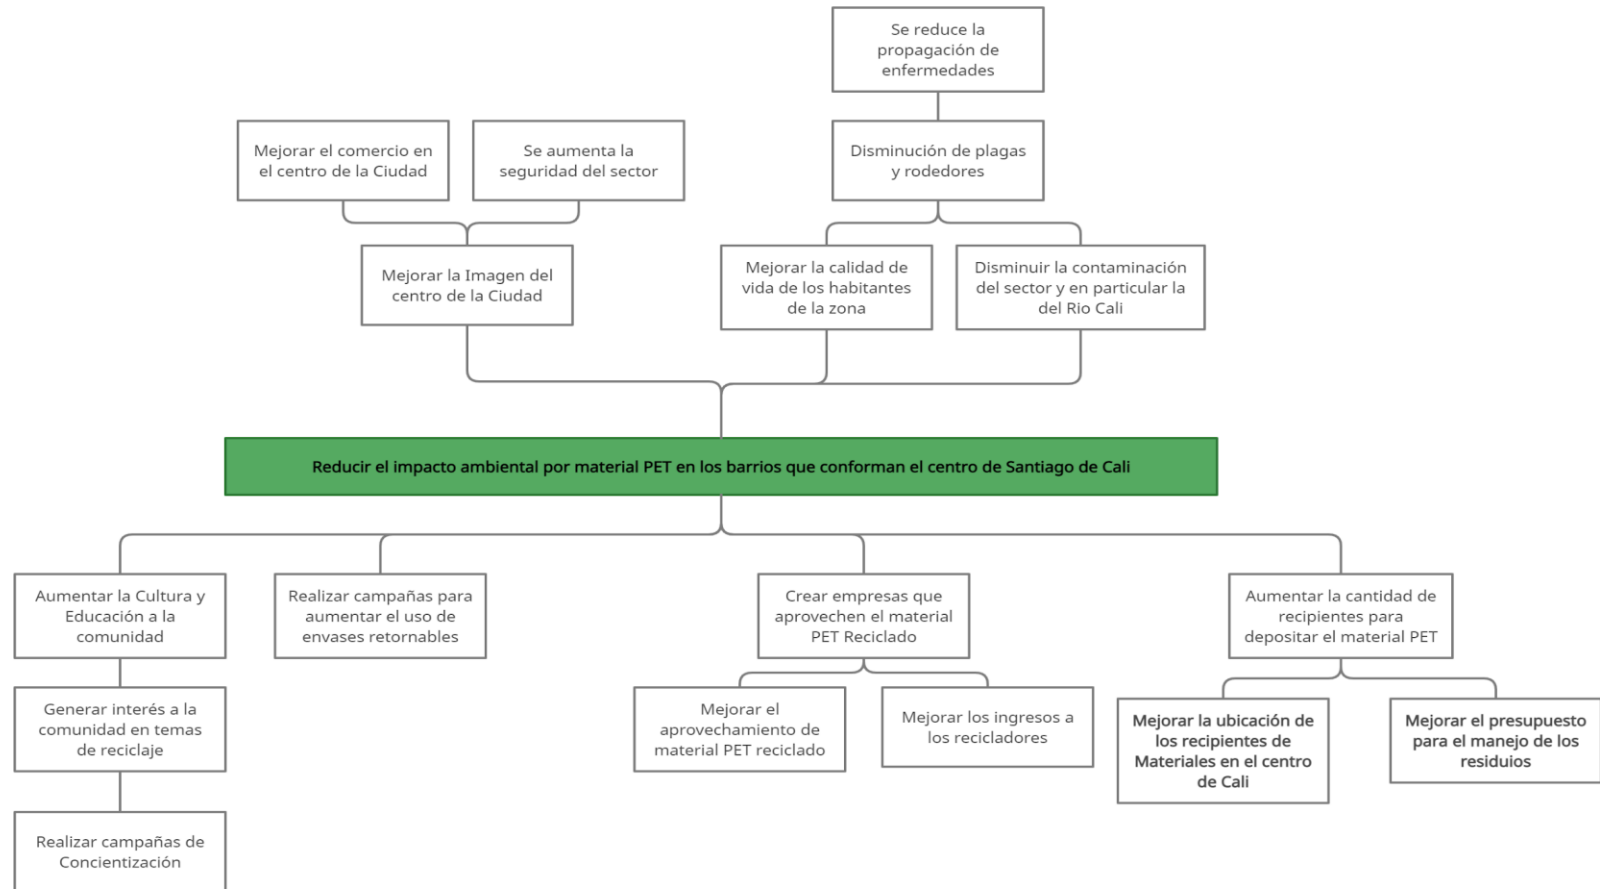 Se reduce la
propagación de
enfermedades
Mejorar el comercio en
el centro de la Ciudad
Se aumenta la
seguridad del sector
Disminución de plagas
y rodedores
Mejorar la Imagen del
centro de la Ciudad
Mejorar la calidad de
vida de los habitantes
de la zona
Disminuir la contaminación
del sector y en particular la
del Rio Cali
Reducir el impacto ambiental por material PET en los barrios que conforman el centro de Santiago de Cali
Aumentar la Cultura y
Educación a la
comunidad
Realizar campañas para
aumentar el uso de
envases retornables
Crear empresas que
aprovechen el material
PET Reciclado
Aumentar la cantidad de
recipientes para
depositar el material PET
Generar interés a la
comunidad en temas
de reciclaje
Mejorar el
aprovechamiento de
material PET reciclado
Mejorar los ingresos a
los recicladores
Mejorar la ubicación de
los recipientes de
Materiales en el centro
de Cali
Mejorar el presupuesto
para el manejo de los
residuios
Realizar campañas de
Concientización